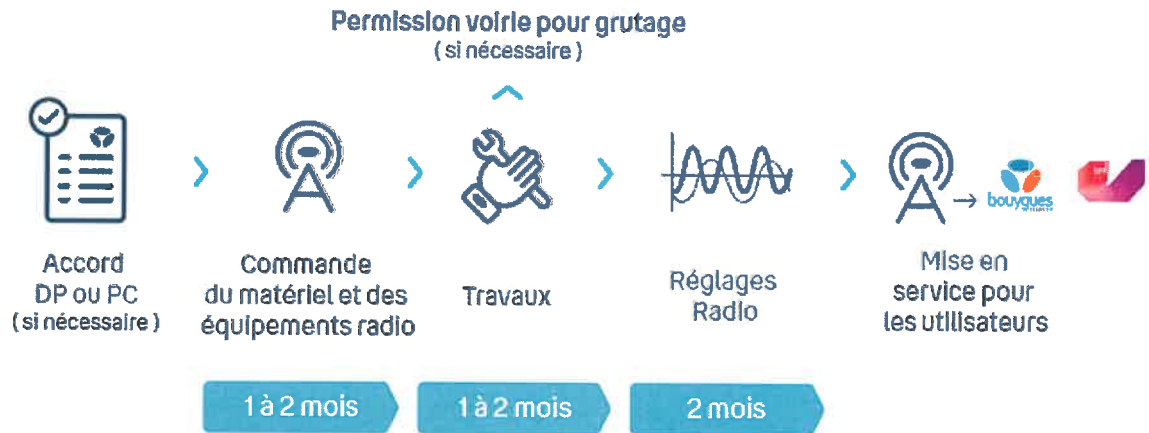 Permission voirie pour grutage
( si nécessaire )
bouygues
Accord
DP ou PC
( si nécessaire )
Commande
du matériel et des
équipements radio
Travaux
Réglages
Radio
Mise en
service pour
les utilisateurs
1 à 2 mois
1 à 2 mois
2 mois